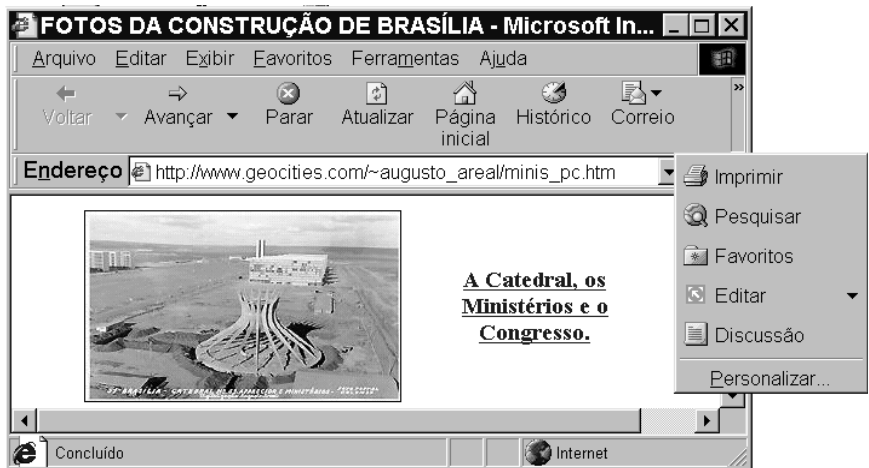 FOTOS DA CONSTRUÇÃO DE BRASÍLIA - Microsoft In...
Arquivo Editar Exibir Favoritos Ferramentas Ajuda
Voltar Avançar Parar Atualizar Página inicial Histórico Correio »
Endereço http://www.geocities.com/~augusto_areal/minis_pc.htm
Imprimir
Pesquisar
Favoritos
Editar
Discussão
Personalizar...
A Catedral, os
Ministérios e o
Congresso.
Concluído Internet